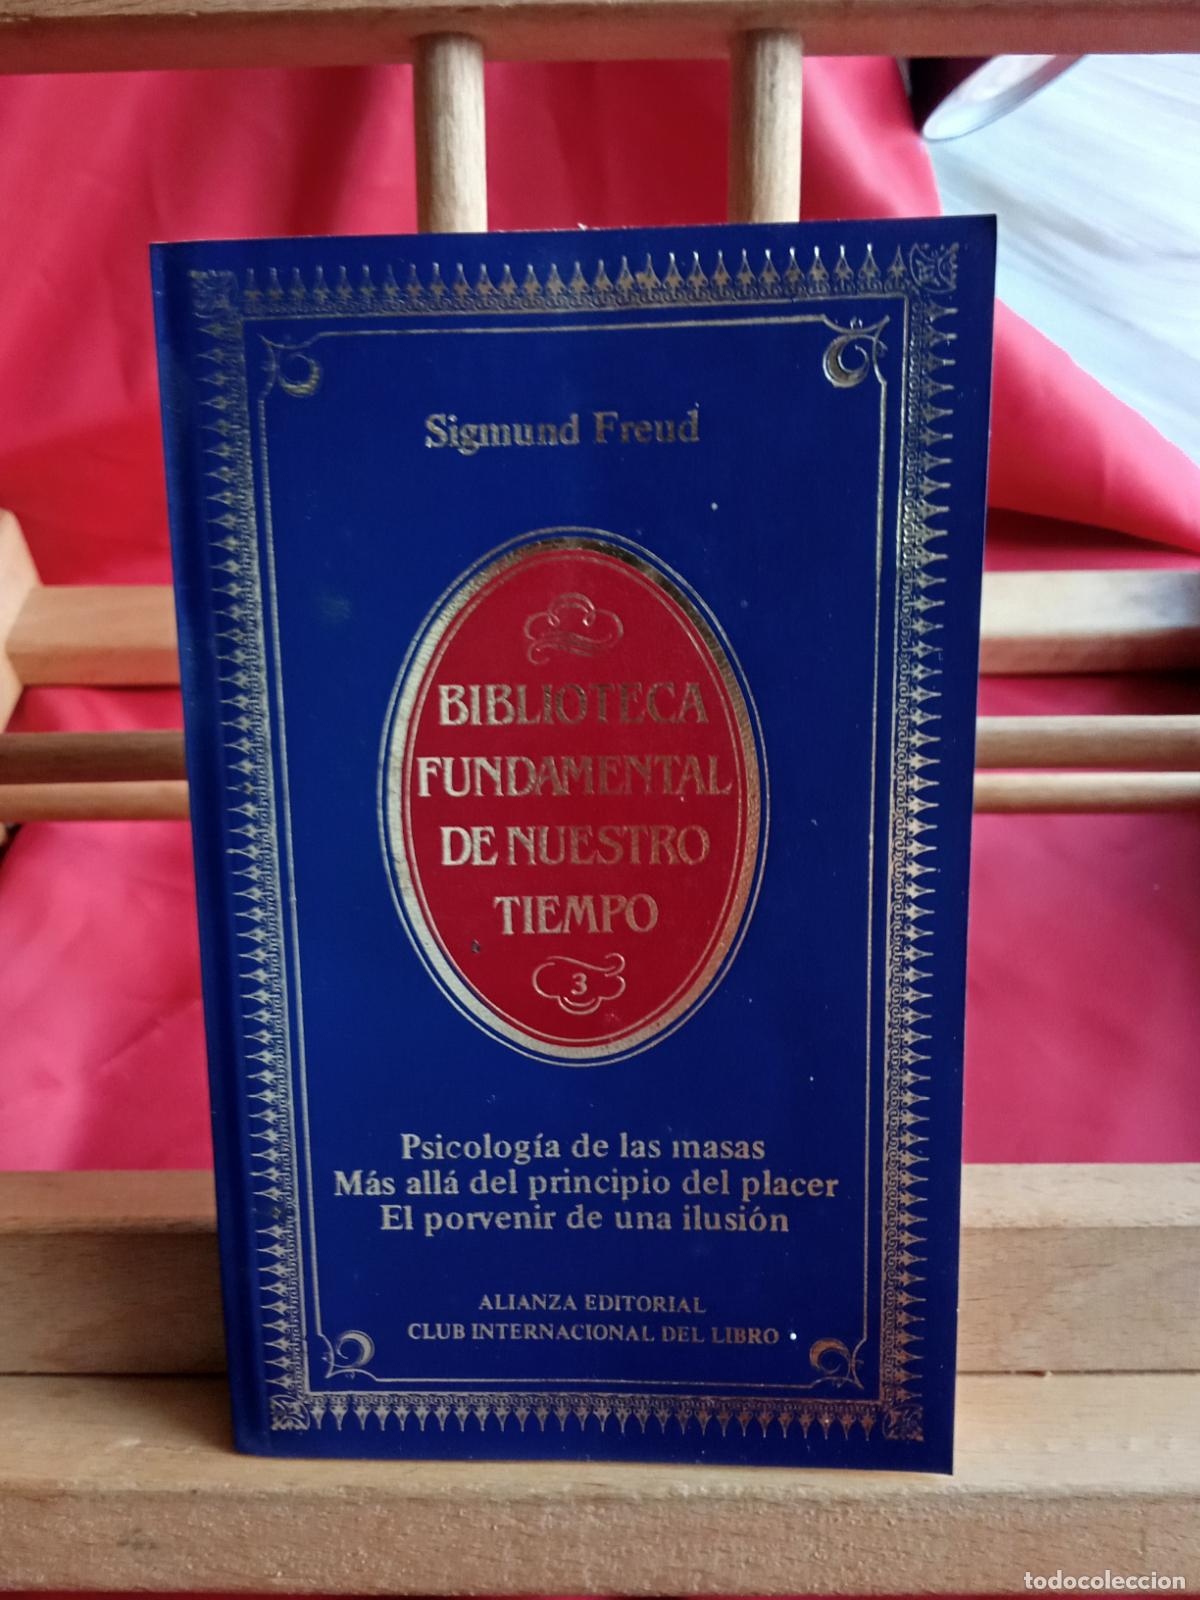 Sigmund Freud
BIBLIOTECA
FUNDAMENTAL
DE NUESTRO
TIEMPO
3
Psicología de las masas
Más allá del principio del placer
El porvenir de una ilusión
ALIANZA EDITORIAL
CLUB INTERNACIONAL DEL LIBRO
todocoleccion